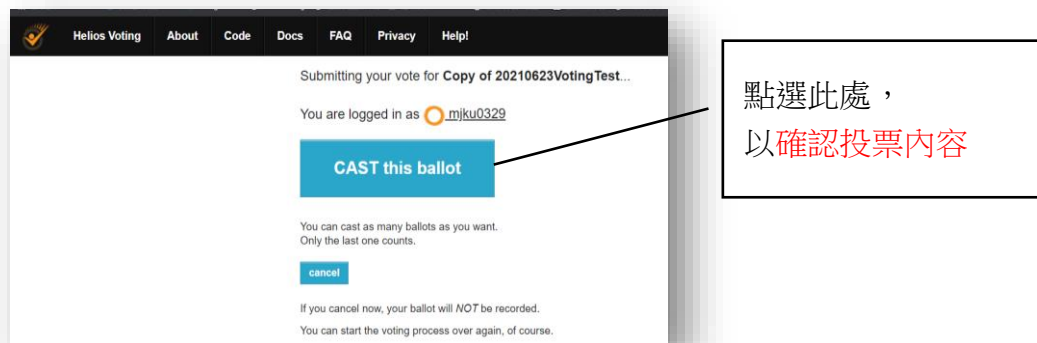 Helios Voting About Code Docs FAQ Privacy Help!
Submitting your vote for Copy of 20210623VotingTest...
You are logged in as mjku0329
CAST this ballot
You can cast as many ballots as you want.
Only the last one counts.
cancel
If you cancel now, your ballot will NOT be recorded.
You can start the voting process over again, of course.
點選此處，
以確認投票內容